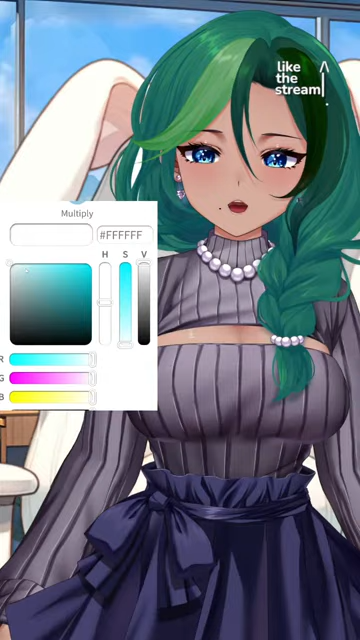 like
the
stream
Multiply
#FFFFFF
H S V
R
G
B